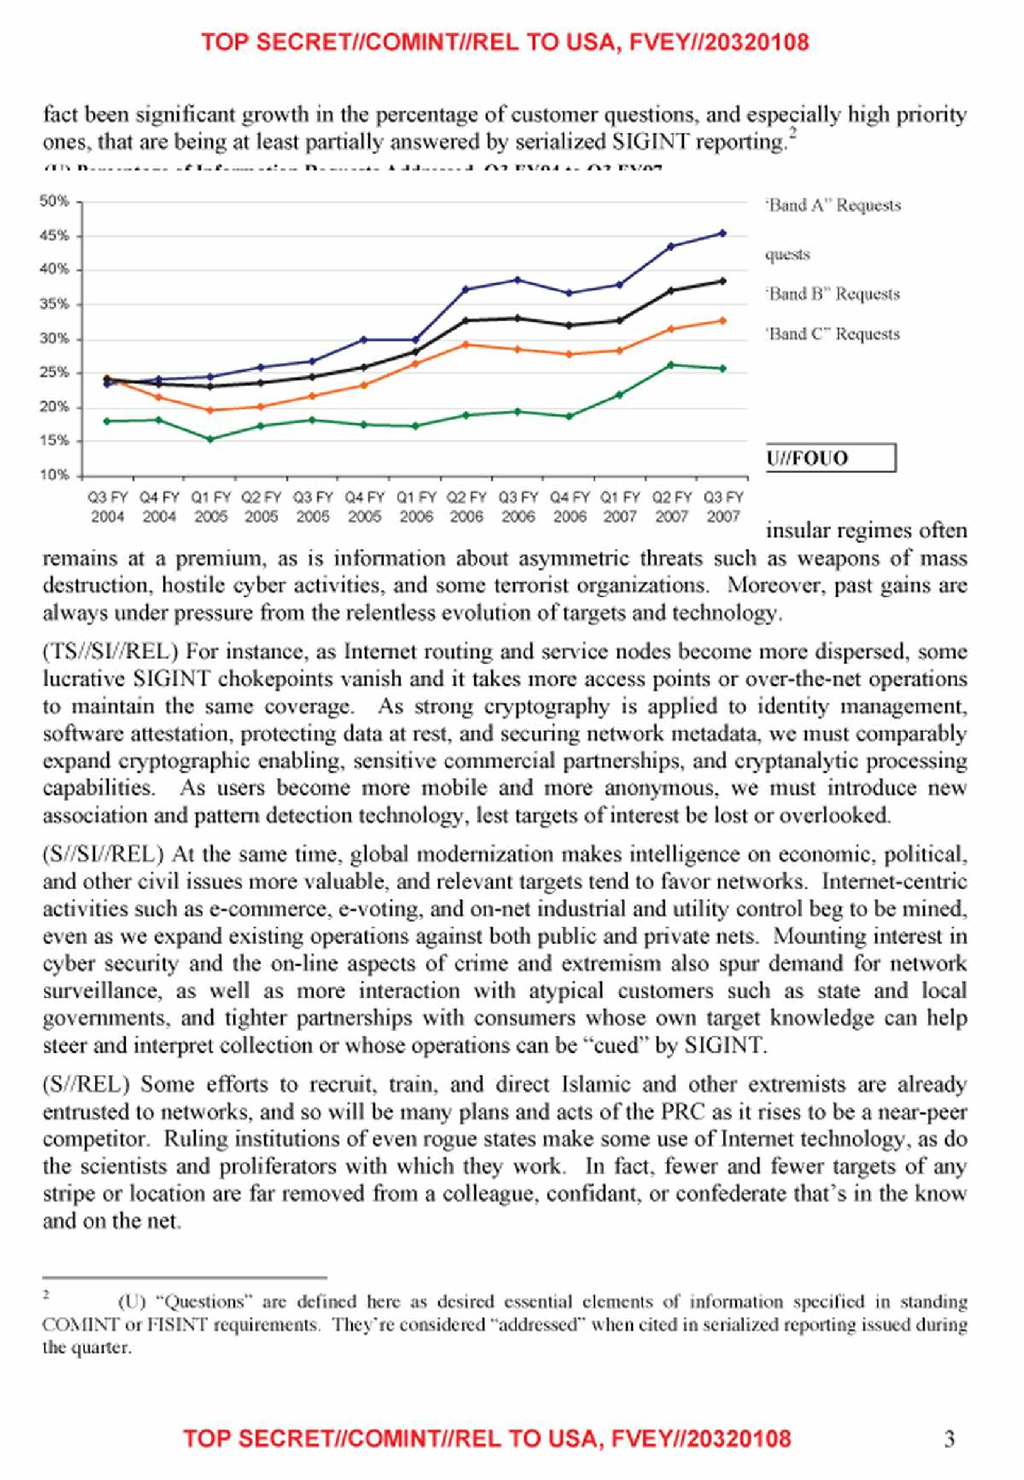 TOP SECRET//COMINT//REL TO USA, FVEY//20320108
fact been significant growth in the percentage of customer questions, and especially high priority
ones, that are being at least partially answered by serialized SIGINT reporting.2
50%
45%
40%
35%
30%
25%
20%
15%
10%
'Band A" Requests
quests
'Band B" Requests
'Band C" Requests
U//FOUO
Q3 FY Q4 FY Q1 FY Q2 FY Q3 FY Q4 FY Q1 FY Q2 FY Q3 FY Q4 FY Q1 FY Q2 FY Q3 FY
2004 2004 2005 2005 2005 2005 2006 2006 2006 2006 2007 2007 2007
insular regimes often
remains at a premium, as is information about asymmetric threats such as weapons of mass
destruction, hostile cyber activities, and some terrorist organizations. Moreover, past gains are
always under pressure from the relentless evolution of targets and technology.
(TS//SI//REL) For instance, as Internet routing and service nodes become more dispersed, some
lucrative SIGINT chokepoints vanish and it takes more access points or over-the-net operations
to maintain the same coverage. As strong cryptography is applied to identity management,
software attestation, protecting data at rest, and securing network metadata, we must comparably
expand cryptographic enabling, sensitive commercial partnerships, and cryptanalytic processing
capabilities. As users become more mobile and more anonymous, we must introduce new
association and pattern detection technology, lest targets of interest be lost or overlooked.
(S//SI//REL) At the same time, global modernization makes intelligence on economic, political,
and other civil issues more valuable, and relevant targets tend to favor networks. Internet-centric
activities such as e-commerce, e-voting, and on-net industrial and utility control beg to be mined,
even as we expand existing operations against both public and private nets. Mounting interest in
cyber security and the on-line aspects of crime and extremism also spur demand for network
surveillance, as well as more interaction with atypical customers such as state and local
governments, and tighter partnerships with consumers whose own target knowledge can help
steer and interpret collection or whose operations can be "cued" by SIGINT.
(S//REL) Some efforts to recruit, train, and direct Islamic and other extremists are already
entrusted to networks, and so will be many plans and acts of the PRC as it rises to be a near-peer
competitor. Ruling institutions of even rogue states make some use of Internet technology, as do
the scientists and proliferators with which they work. In fact, fewer and fewer targets of any
stripe or location are far removed from a colleague, confidant, or confederate that's in the know
and on the net.
2 (U) "Questions" are defined here as desired essential elements of information specified in standing
COMINT or FISINT requirements. They're considered "addressed" when cited in serialized reporting issued during
the quarter.
TOP SECRET//COMINT//REL TO USA, FVEY//20320108 3